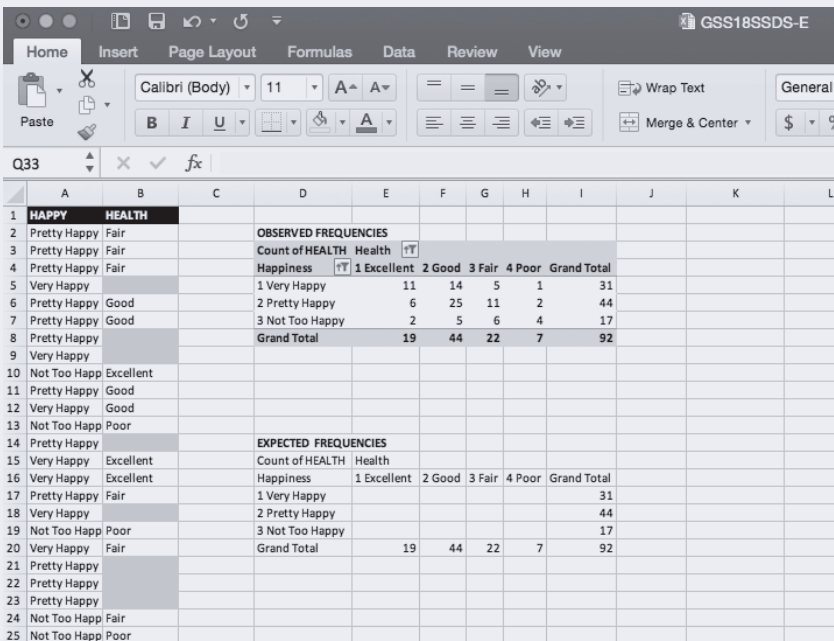 GSS18SSDS-E
Home Insert Page Layout Formulas Data Review View
Paste Calibri (Body) 11 A A Wrap Text General
B I U A Merge & Center $ %
Q33 fx
A B C D E F G H I J K L
1 HAPPY HEALTH
2 Pretty Happy Fair OBSERVED FREQUENCIES
3 Pretty Happy Fair Count of HEALTH Health
4 Pretty Happy Fair Happiness 1 Excellent 2 Good 3 Fair 4 Poor Grand Total
5 Very Happy 1 Very Happy 11 14 5 1 31
6 Pretty Happy Good 2 Pretty Happy 6 25 11 2 44
7 Pretty Happy Good 3 Not Too Happy 2 5 6 4 17
8 Pretty Happy Grand Total 19 44 22 7 92
9 Very Happy
10 Not Too Happ Excellent
11 Pretty Happy Good
12 Very Happy Good
13 Not Too Happ Poor
14 Pretty Happy EXPECTED FREQUENCIES
15 Very Happy Excellent Count of HEALTH Health
16 Very Happy Excellent Happiness 1 Excellent 2 Good 3 Fair 4 Poor Grand Total
17 Pretty Happy Fair 1 Very Happy 31
18 Very Happy 2 Pretty Happy 44
19 Not Too Happ Poor 3 Not Too Happy 17
20 Very Happy Fair Grand Total 19 44 22 7 92
21 Pretty Happy
22 Pretty Happy
23 Pretty Happy
24 Not Too Happ Fair
25 Not Too Happ Poor